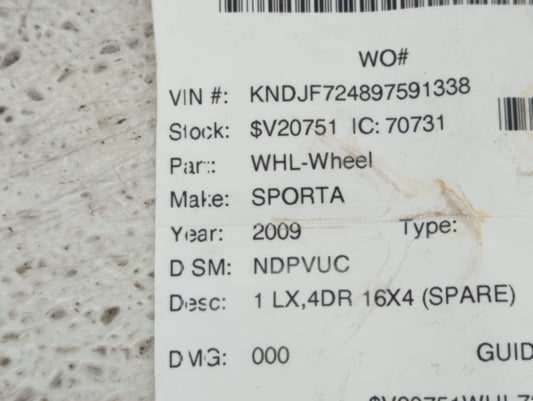 WO#
VIN #: KNDJF724897591338
Stock: $V20751 IC: 70731
Part: WHL-Wheel
Make: SPORTA
Year: 2009 Type:
DSM: NDPVUC
Desc: 1 LX,4DR 16X4 (SPARE)
DMG: 000 GUID